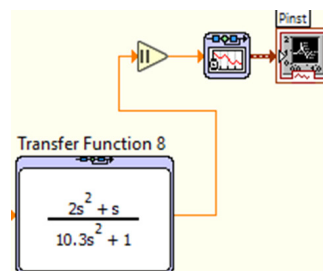 Pinst
Transfer Function 8
2s² + s
10.3s² + 1